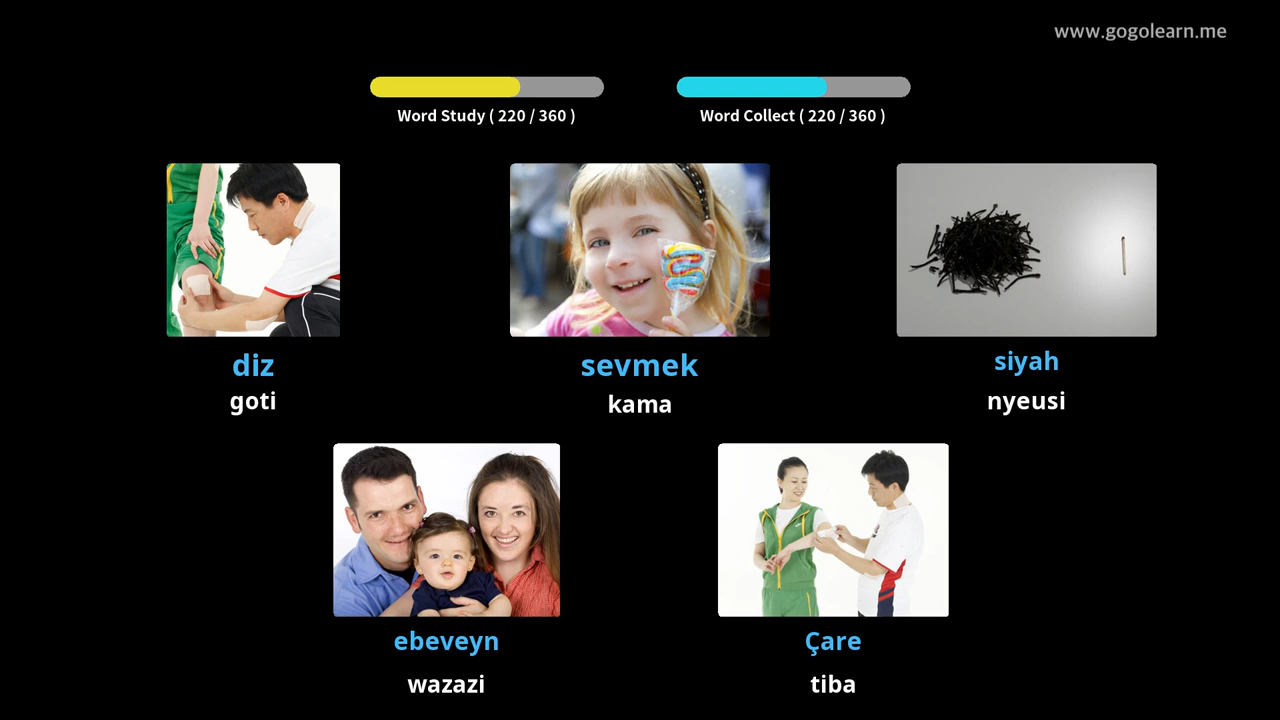 www.gogolearn.me
Word Study ( 220 / 360 )
Word Collect ( 220 / 360 )
diz
goti
sevmek
kama
siyah
nyeusi
ebeveyn
wazazi
Çare
tiba